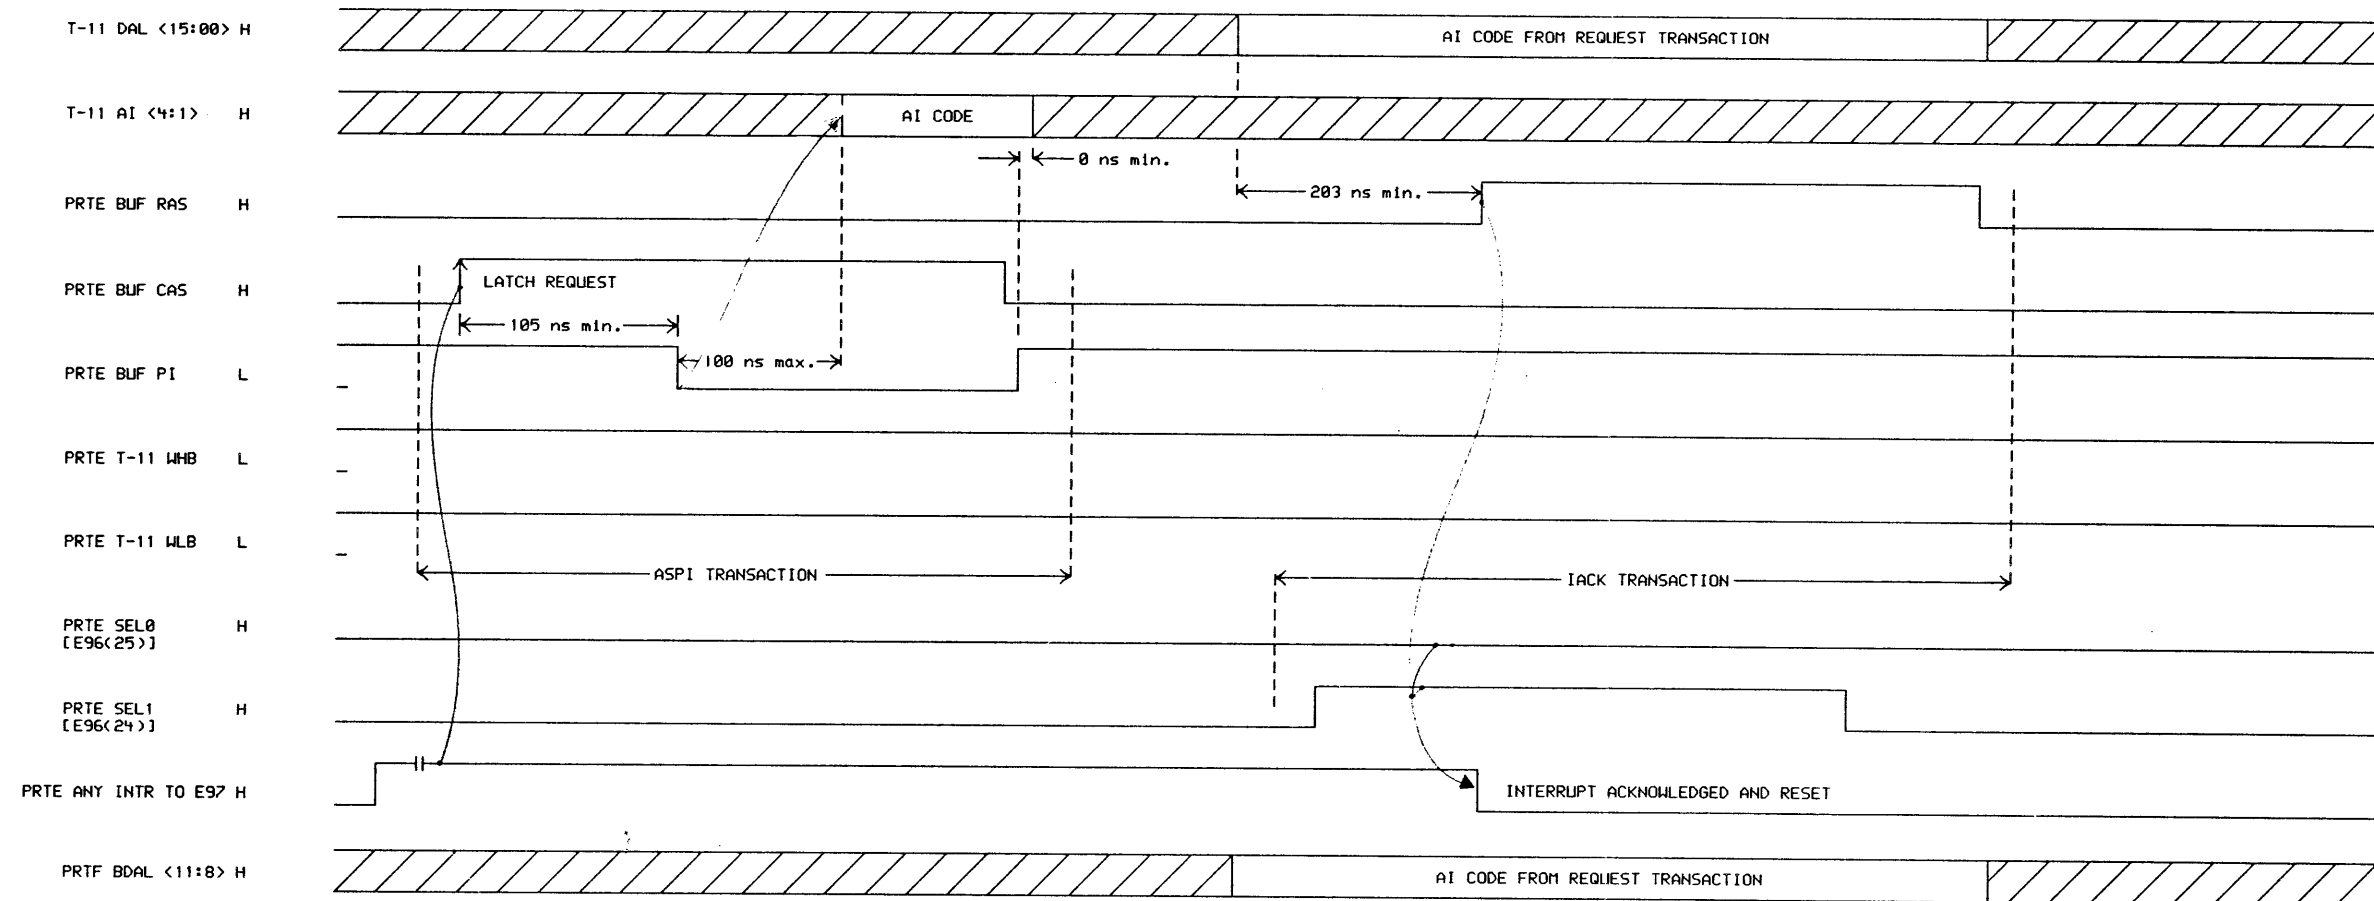 T-11 DAL <15:00> H
AI CODE FROM REQUEST TRANSACTION
T-11 AI <4:1> H
AI CODE
0 ns min.
PRTE BUF RAS H
203 ns min.
PRTE BUF CAS H
LATCH REQUEST
105 ns min.
PRTE BUF PI L
100 ns max.
PRTE T-11 WHB L
PRTE T-11 WLB L
ASPI TRANSACTION
IACK TRANSACTION
PRTE SEL0 H
[E96(25)]
PRTE SEL1 H
[E96(24)]
PRTE ANY INTR TO E97 H
INTERRUPT ACKNOWLEDGED AND RESET
PRTF BDAL <11:8> H
AI CODE FROM REQUEST TRANSACTION